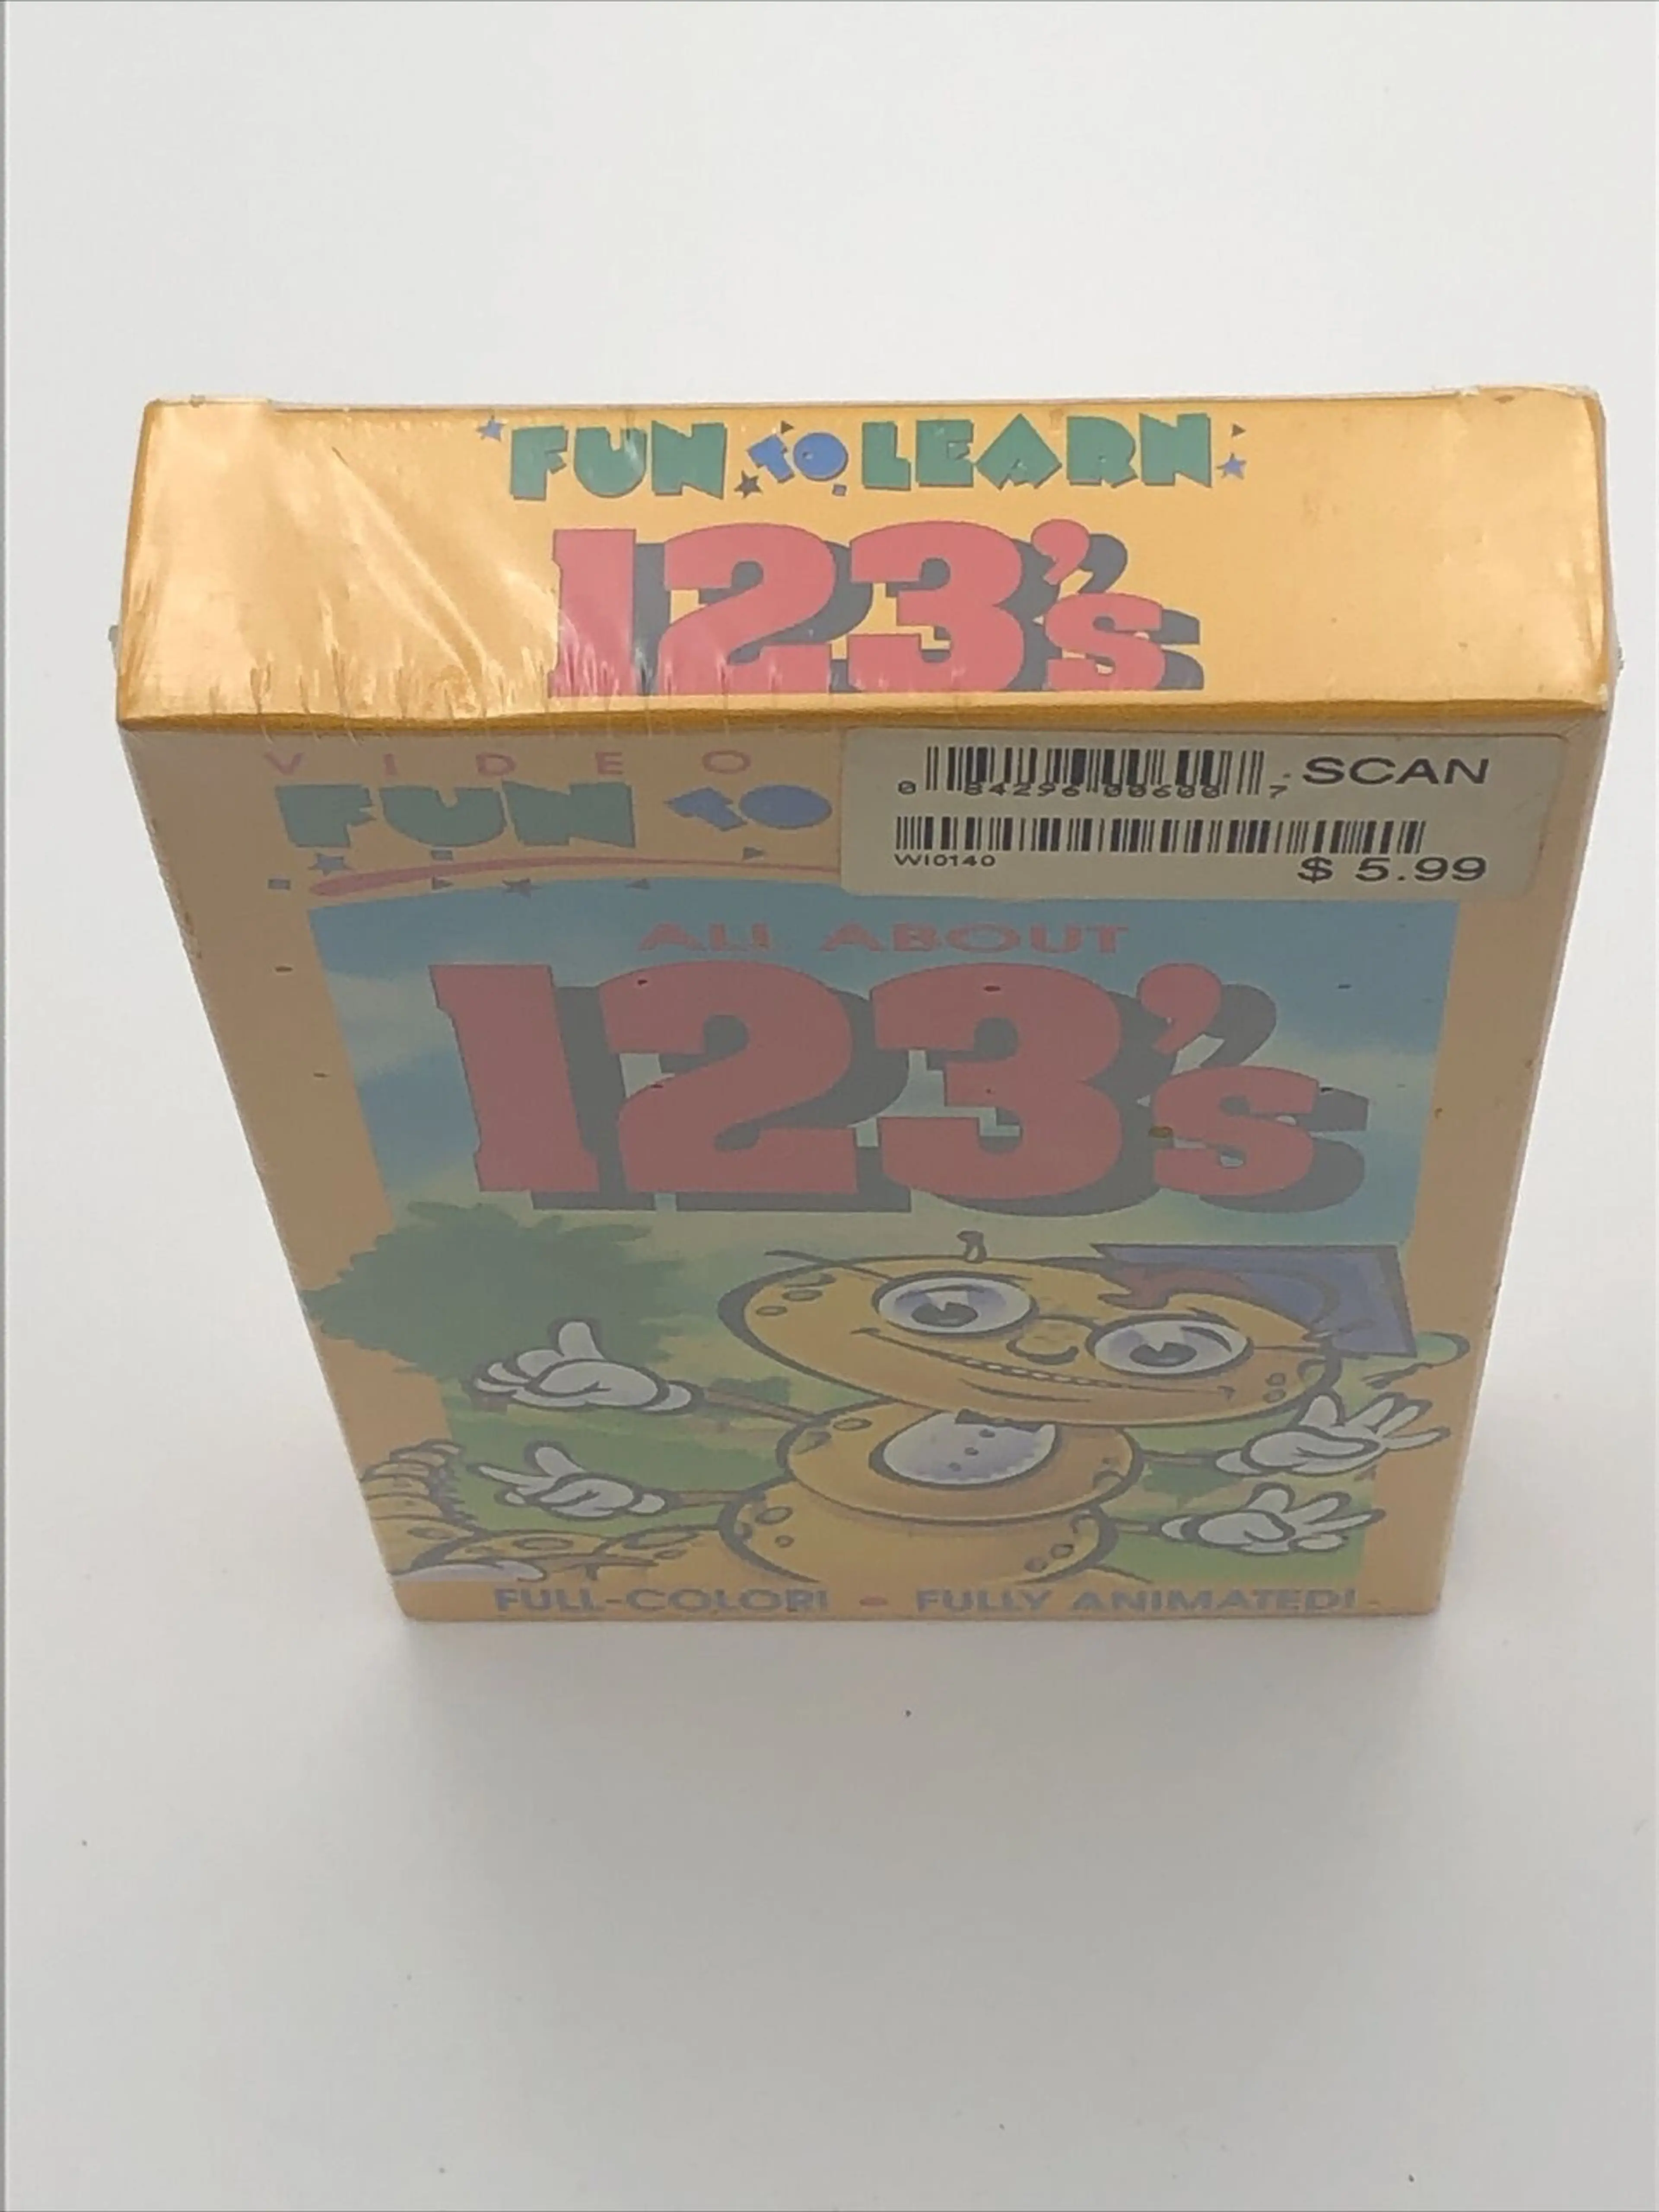 FUN TO LEARN
123's
VIDEO
FUN TO
SCAN
WI0140
$ 5.99
ALL ABOUT
123's
FULL-COLOR! • FULLY ANIMATED!